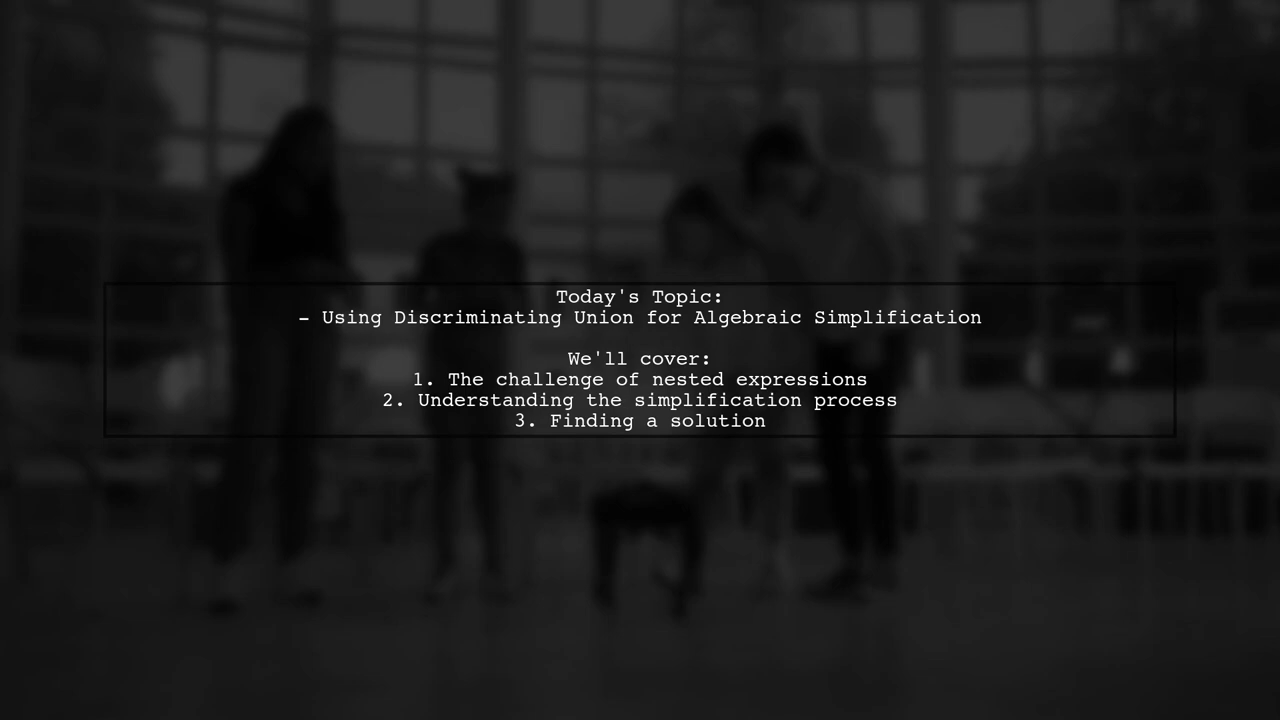 Today's Topic:
- Using Discriminating Union for Algebraic Simplification
We'll cover:
1. The challenge of nested expressions
2. Understanding the simplification process
3. Finding a solution